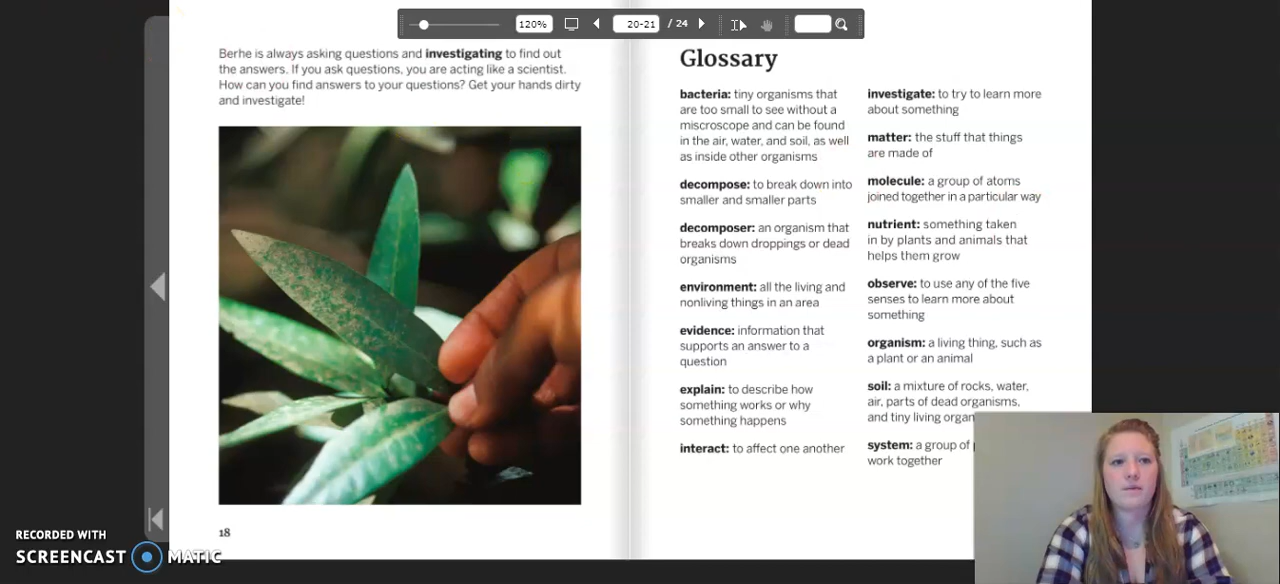 120%
20-21 / 24
Berhe is always asking questions and investigating to find out
the answers. If you ask questions, you are acting like a scientist.
How can you find answers to your questions? Get your hands dirty
and investigate!
18
Glossary
bacteria: tiny organisms that
are too small to see without a
miscroscope and can be found
in the air, water, and soil, as well
as inside other organisms
decompose: to break down into
smaller and smaller parts
decomposer: an organism that
breaks down droppings or dead
organisms
environment: all the living and
nonliving things in an area
evidence: information that
supports an answer to a
question
explain: to describe how
something works or why
something happens
interact: to affect one another
investigate: to try to learn more
about something
matter: the stuff that things
are made of
molecule: a group of atoms
joined together in a particular way
nutrient: something taken
in by plants and animals that
helps them grow
observe: to use any of the five
senses to learn more about
something
organism: a living thing, such as
a plant or an animal
soil: a mixture of rocks, water,
air, parts of dead organisms,
and tiny living organ
system: a group of
work together
RECORDED WITH
SCREENCAST MATIC